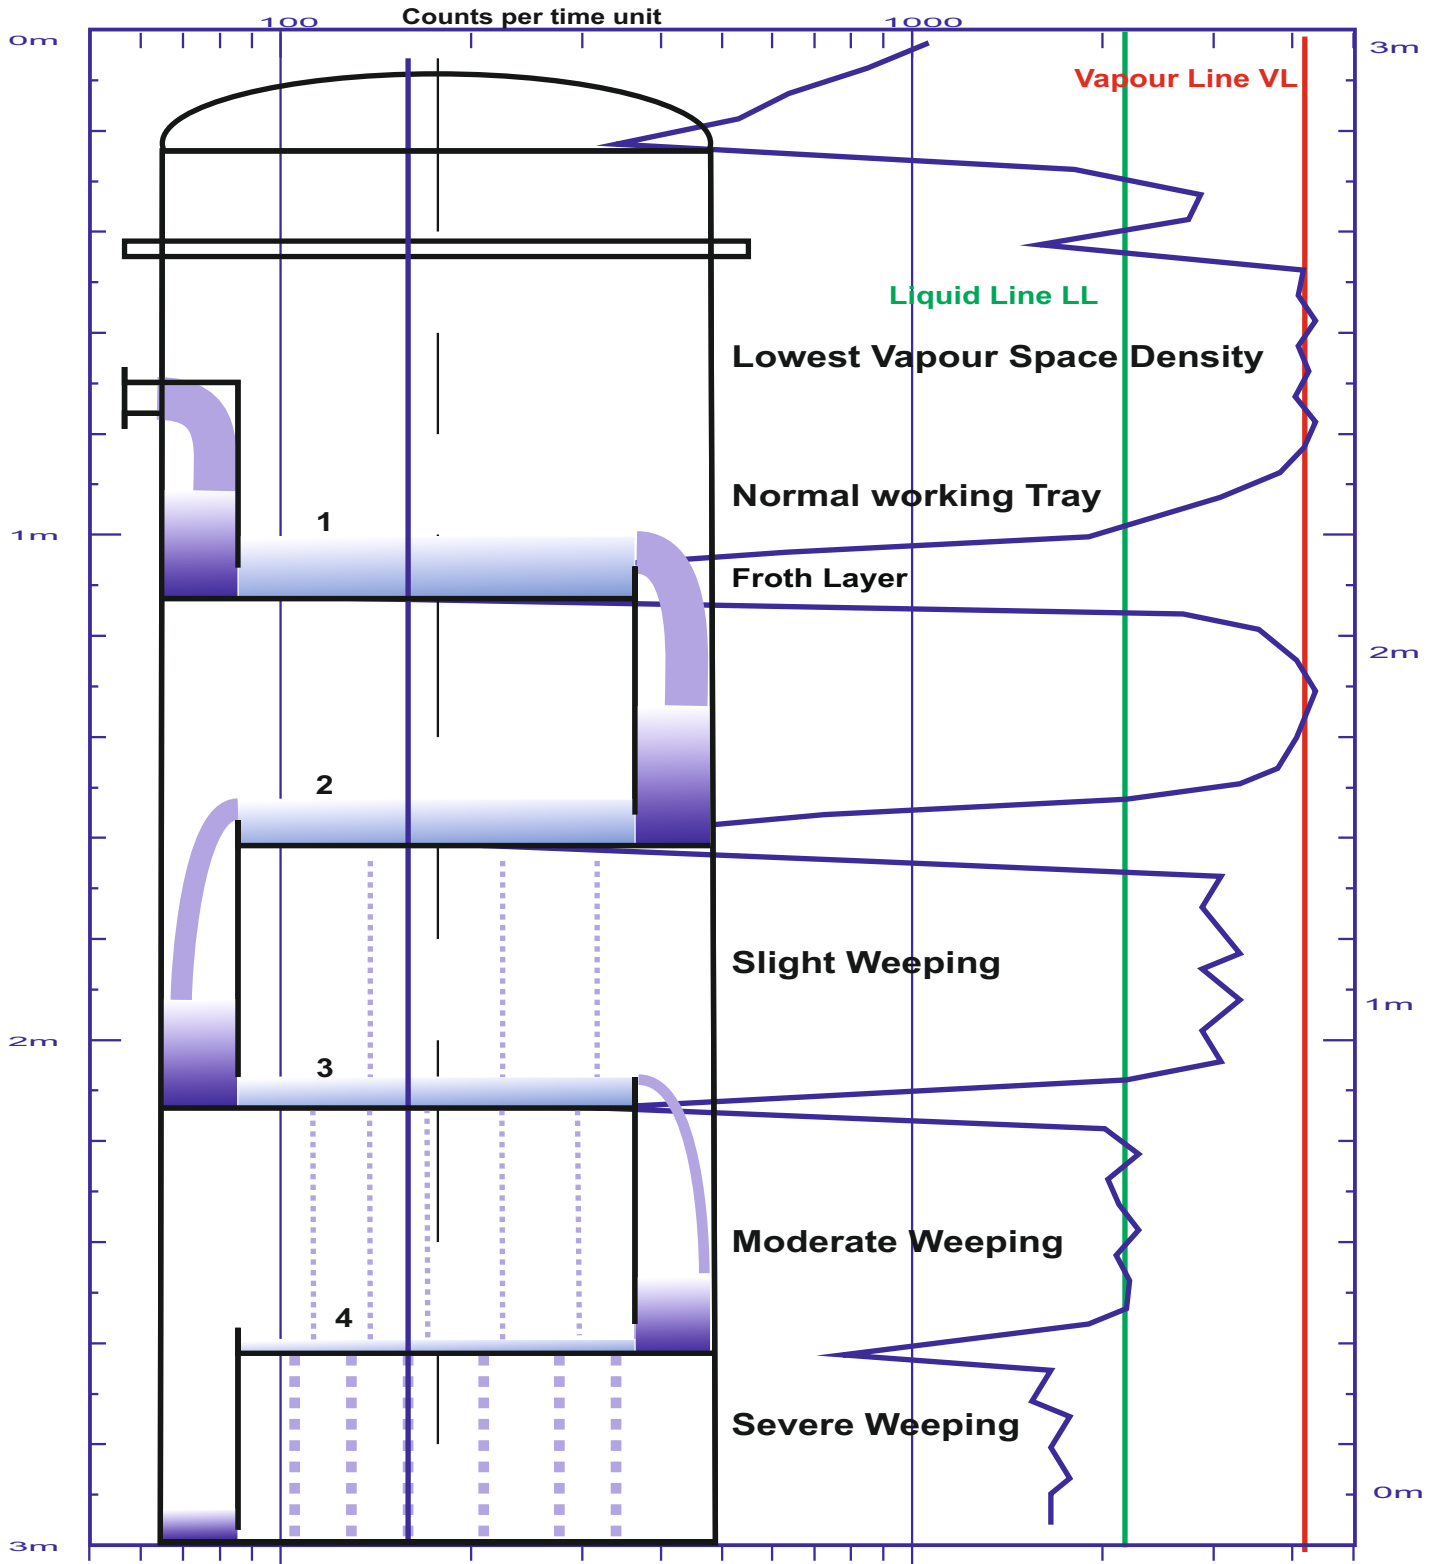 Counts per time unit
100
1000
0m
3m
Vapour Line VL
Liquid Line LL
Lowest Vapour Space Density
Normal working Tray
1
1m
Froth Layer
2m
2
Slight Weeping
1m
2m
3
Moderate Weeping
4
Severe Weeping
0m
3m